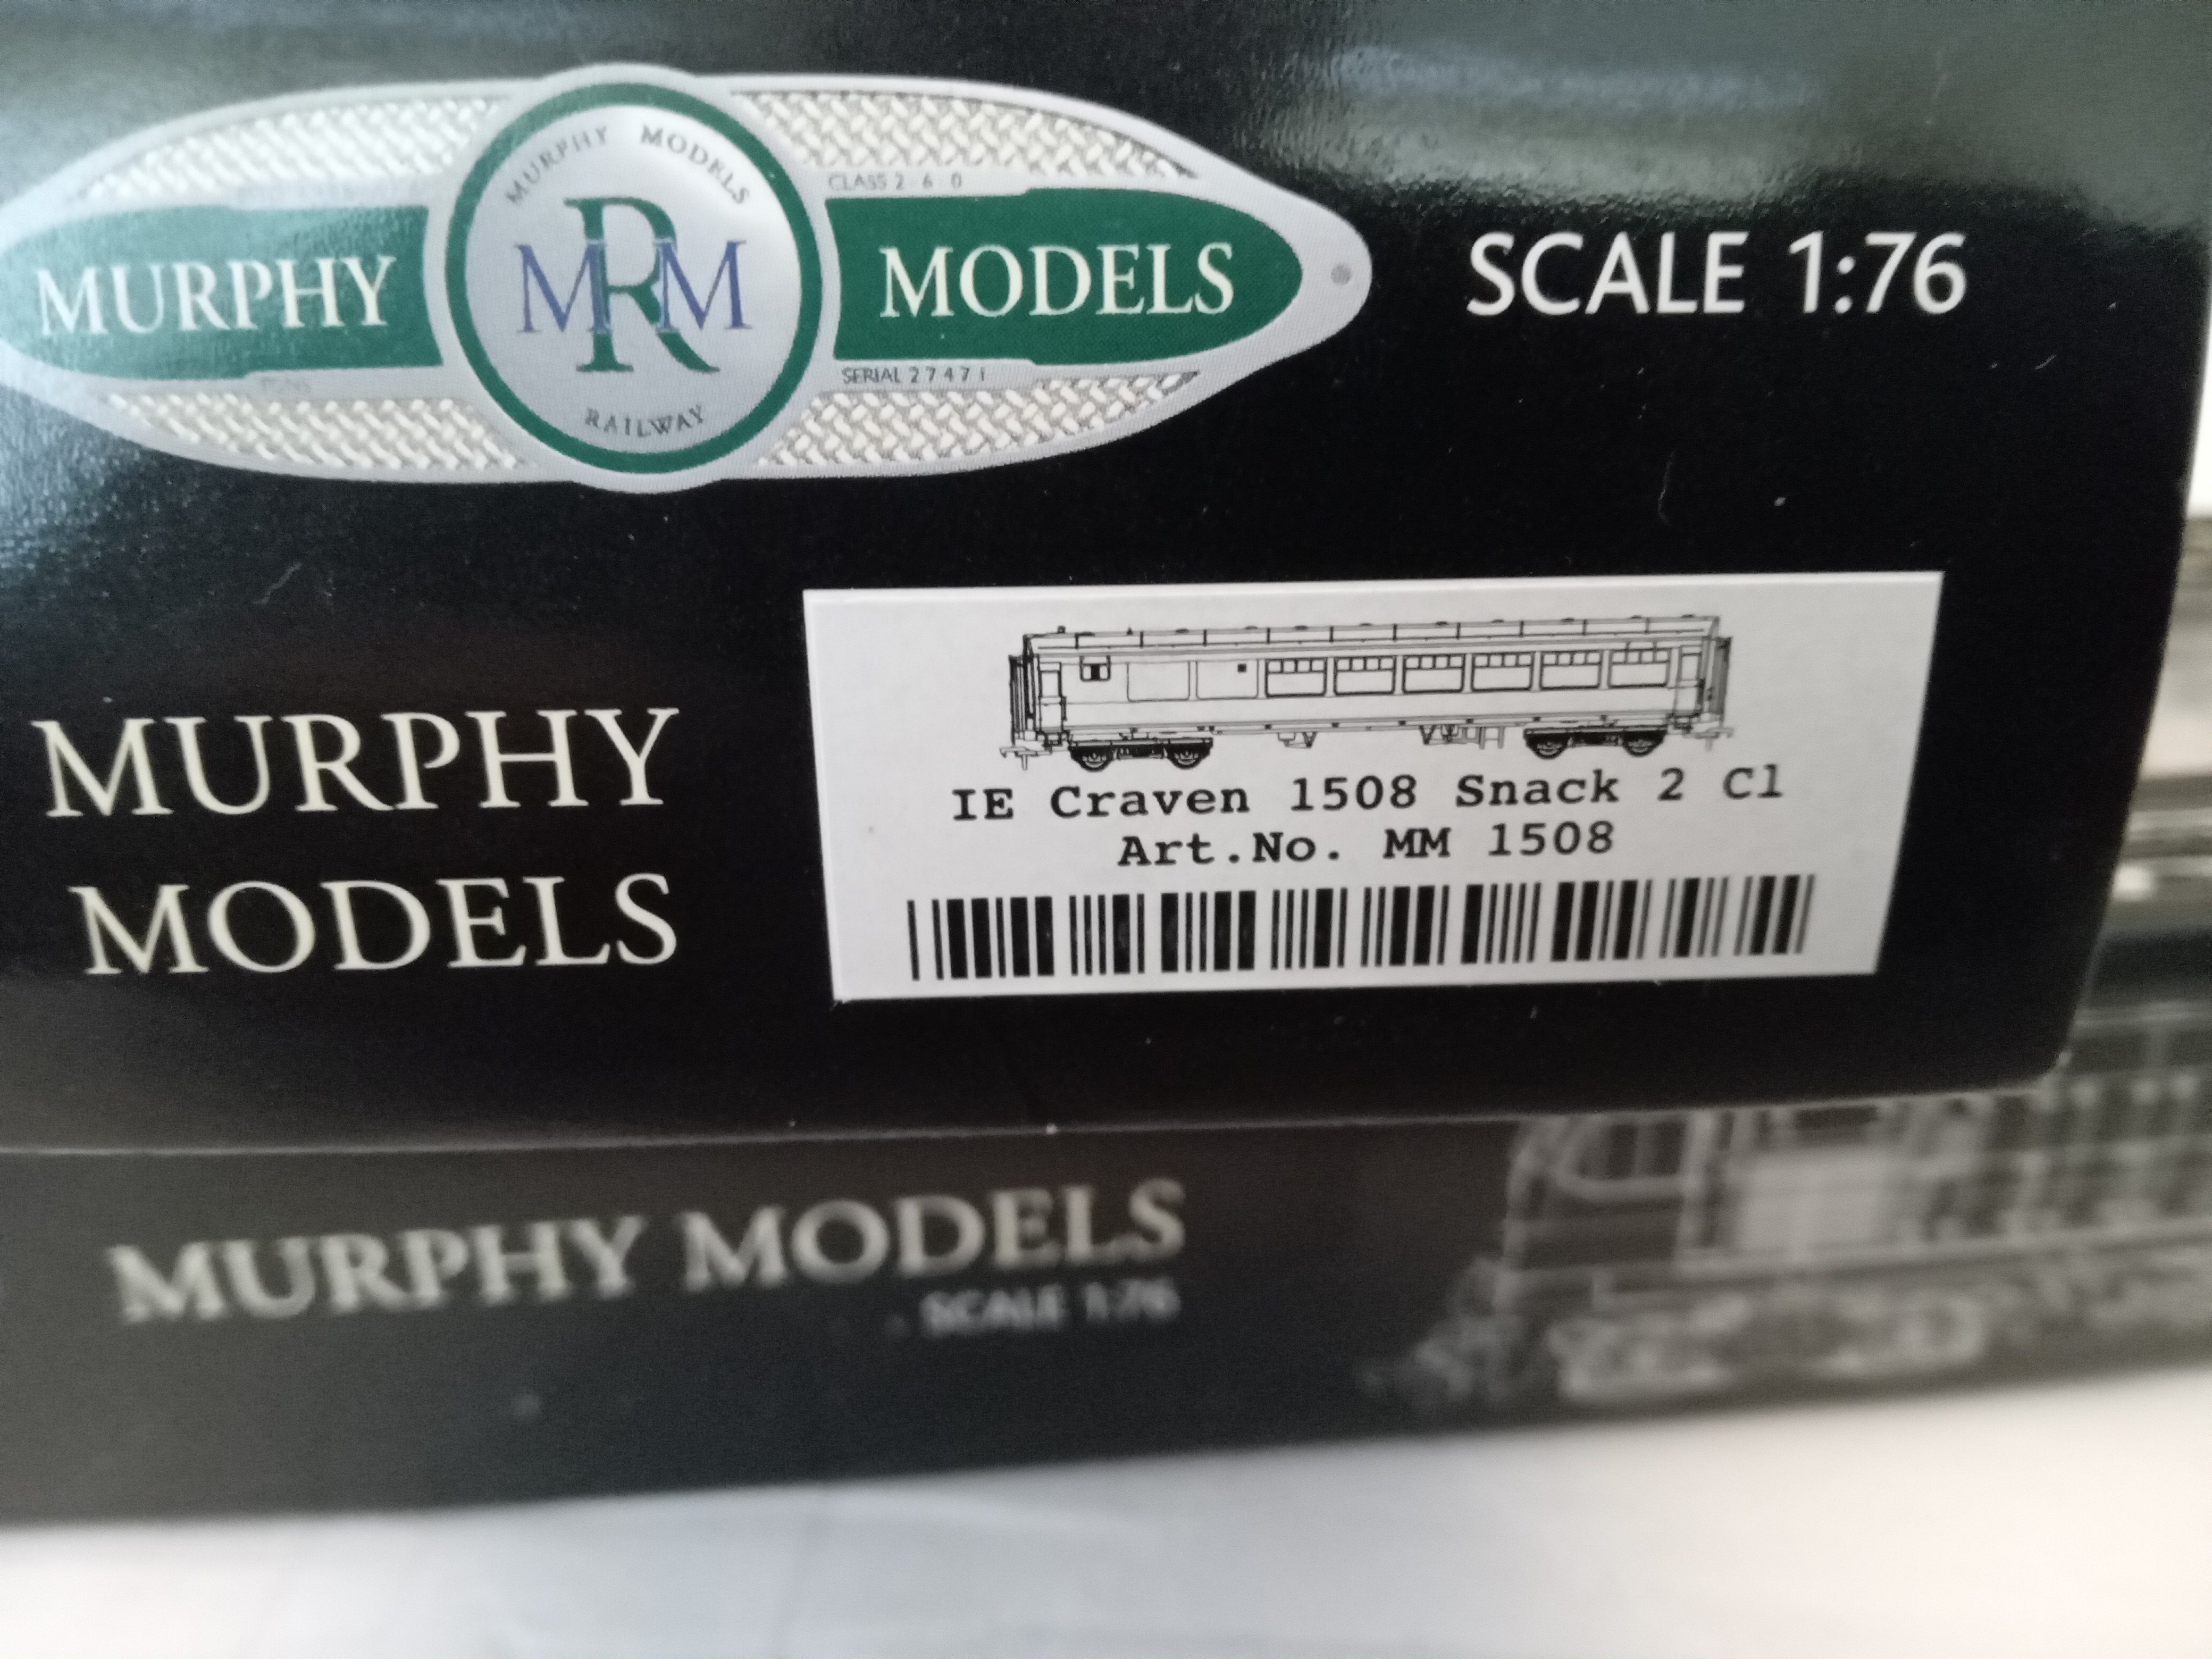 MURPHY MODELS
CLASS 2 - 6 - 0
MURPHY MRM MODELS
SERIAL 27471
RAILWAY
SCALE 1:76
MURPHY
MODELS
IE Craven 1508 Snack 2 Cl
Art.No. MM 1508
MURPHY MODELS
SCALE 1:76